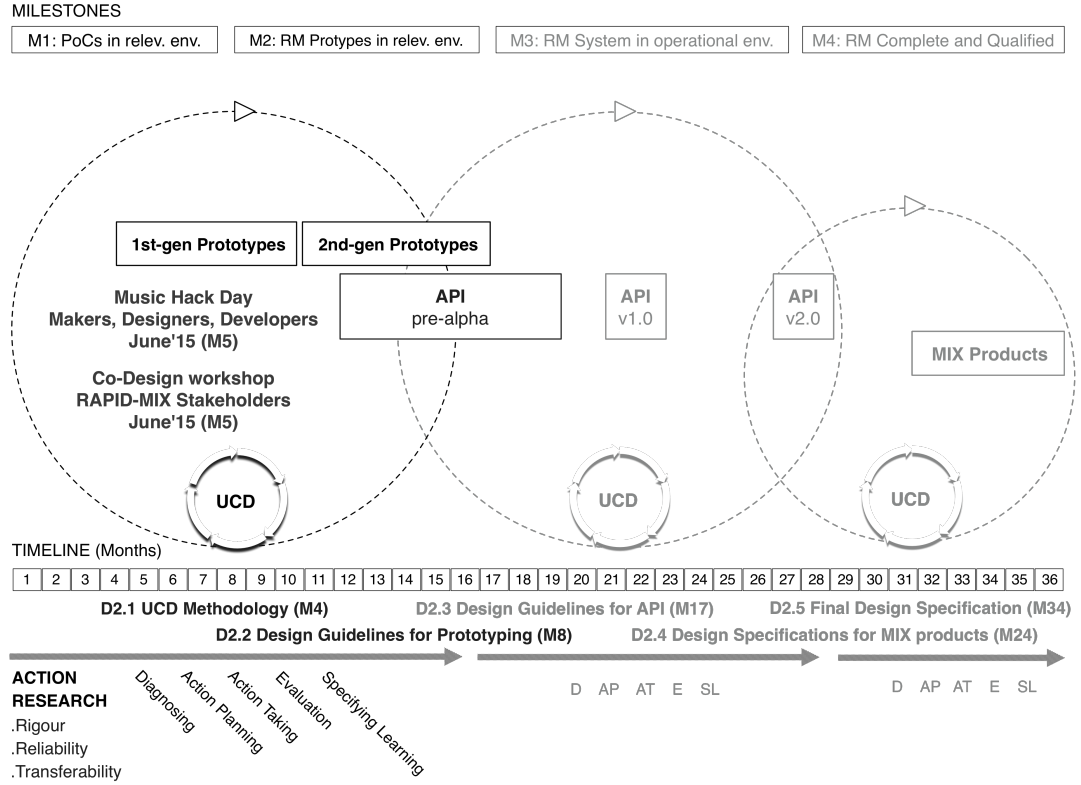 MILESTONES
M1: PoCs in relev. env.
M2: RM Protypes in relev. env.
M3: RM System in operational env.
M4: RM Complete and Qualified
1st-gen Prototypes
2nd-gen Prototypes
Music Hack Day
Makers, Designers, Developers
June'15 (M5)
Co-Design workshop
RAPID-MIX Stakeholders
June'15 (M5)
API
pre-alpha
API
v1.0
API
v2.0
MIX Products
UCD
UCD
UCD
TIMELINE (Months)
1 2 3 4 5 6 7 8 9 10 11 12 13 14 15 16 17 18 19 20 21 22 23 24 25 26 27 28 29 30 31 32 33 34 35 36
D2.1 UCD Methodology (M4)
D2.3 Design Guidelines for API (M17)
D2.5 Final Design Specification (M34)
D2.2 Design Guidelines for Prototyping (M8)
D2.4 Design Specifications for MIX products (M24)
ACTION
RESEARCH
.Rigour
.Reliability
.Transferability
Diagnosing
Action Planning
Action Taking
Evaluation
Specifying Learning
D AP AT E SL
D AP AT E SL